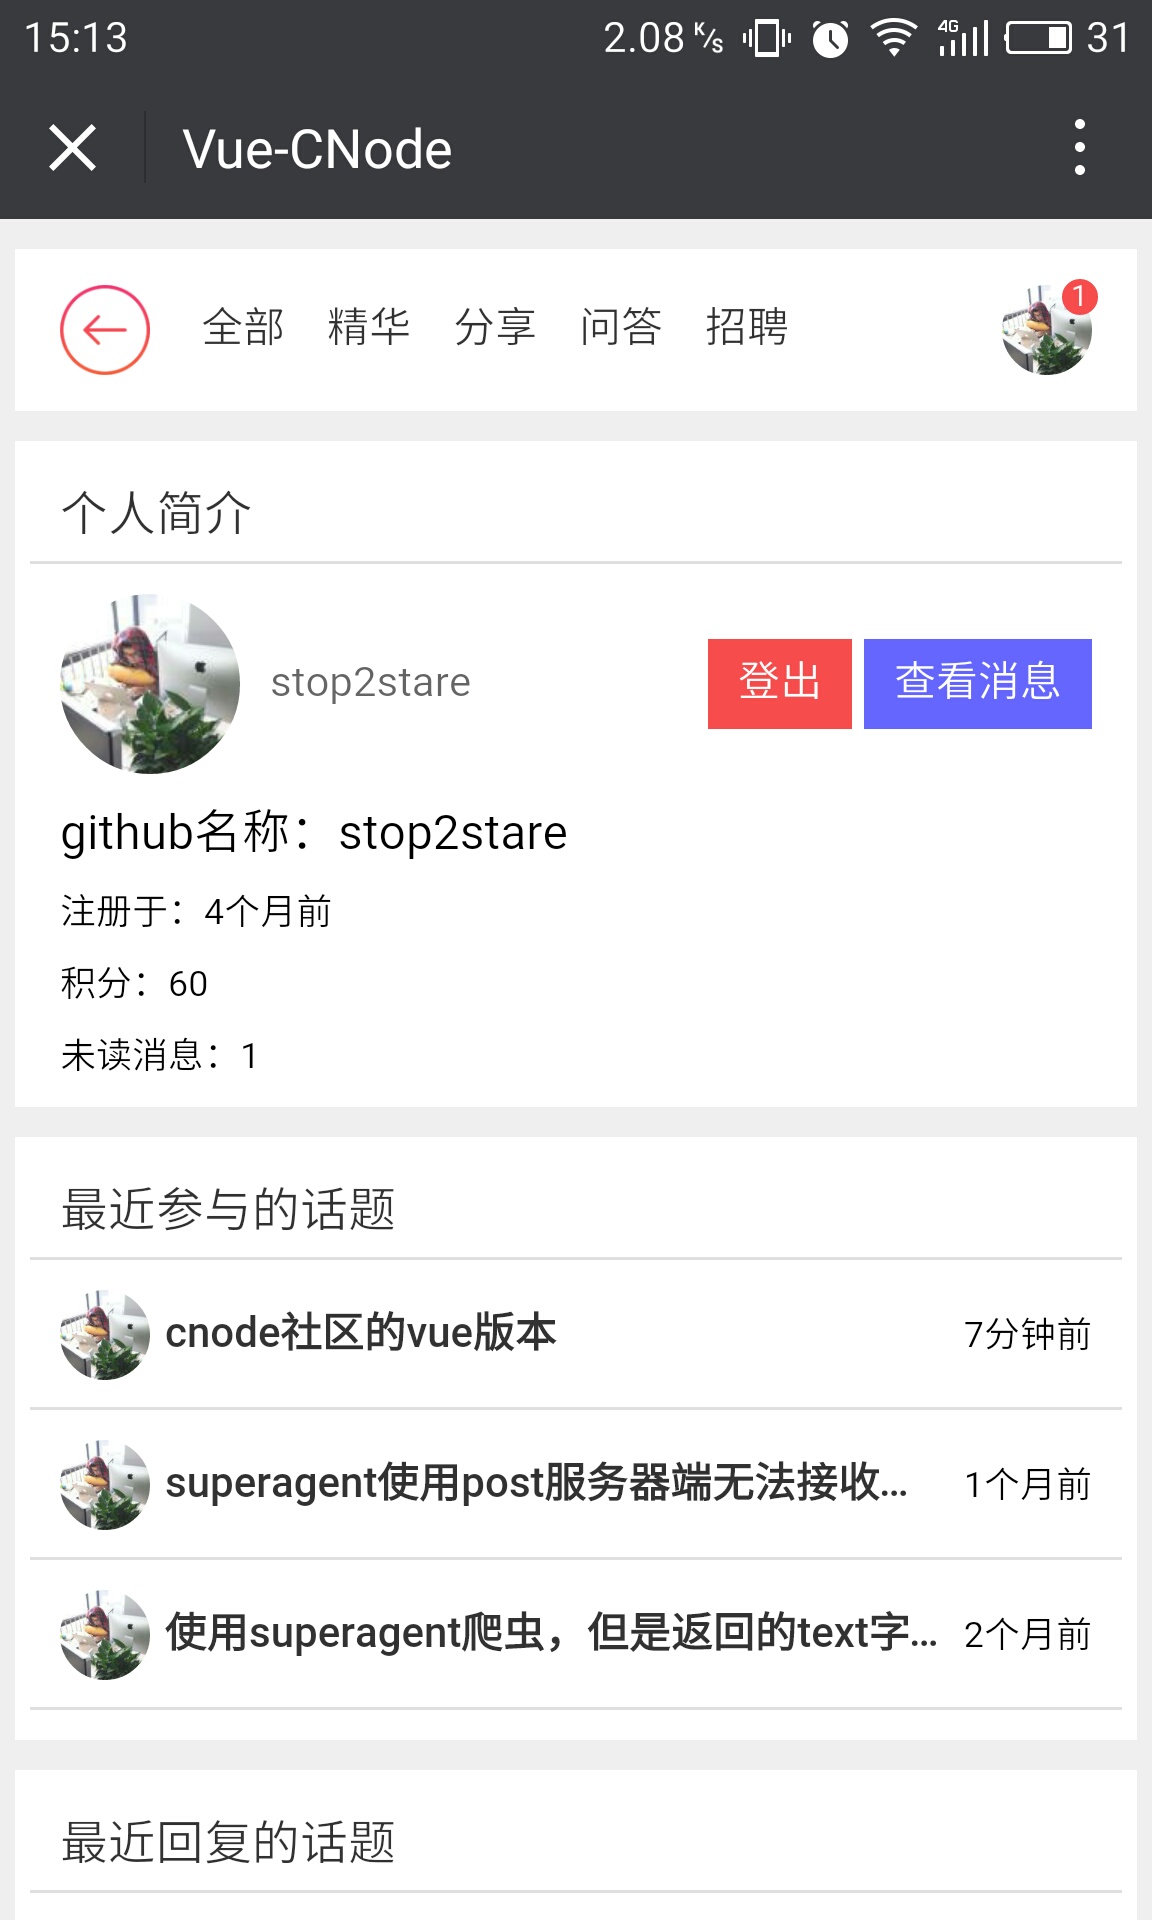 15:13 2.08 K/s 4G 31
Vue-CNode
全部 精华 分享 问答 招聘 1
个人简介
stop2stare 登出 查看消息
github名称：stop2stare
注册于：4个月前
积分：60
未读消息：1
最近参与的话题
cnode社区的vue版本 7分钟前
superagent使用post服务器端无法接收... 1个月前
使用superagent爬虫，但是返回的text字... 2个月前
最近回复的话题